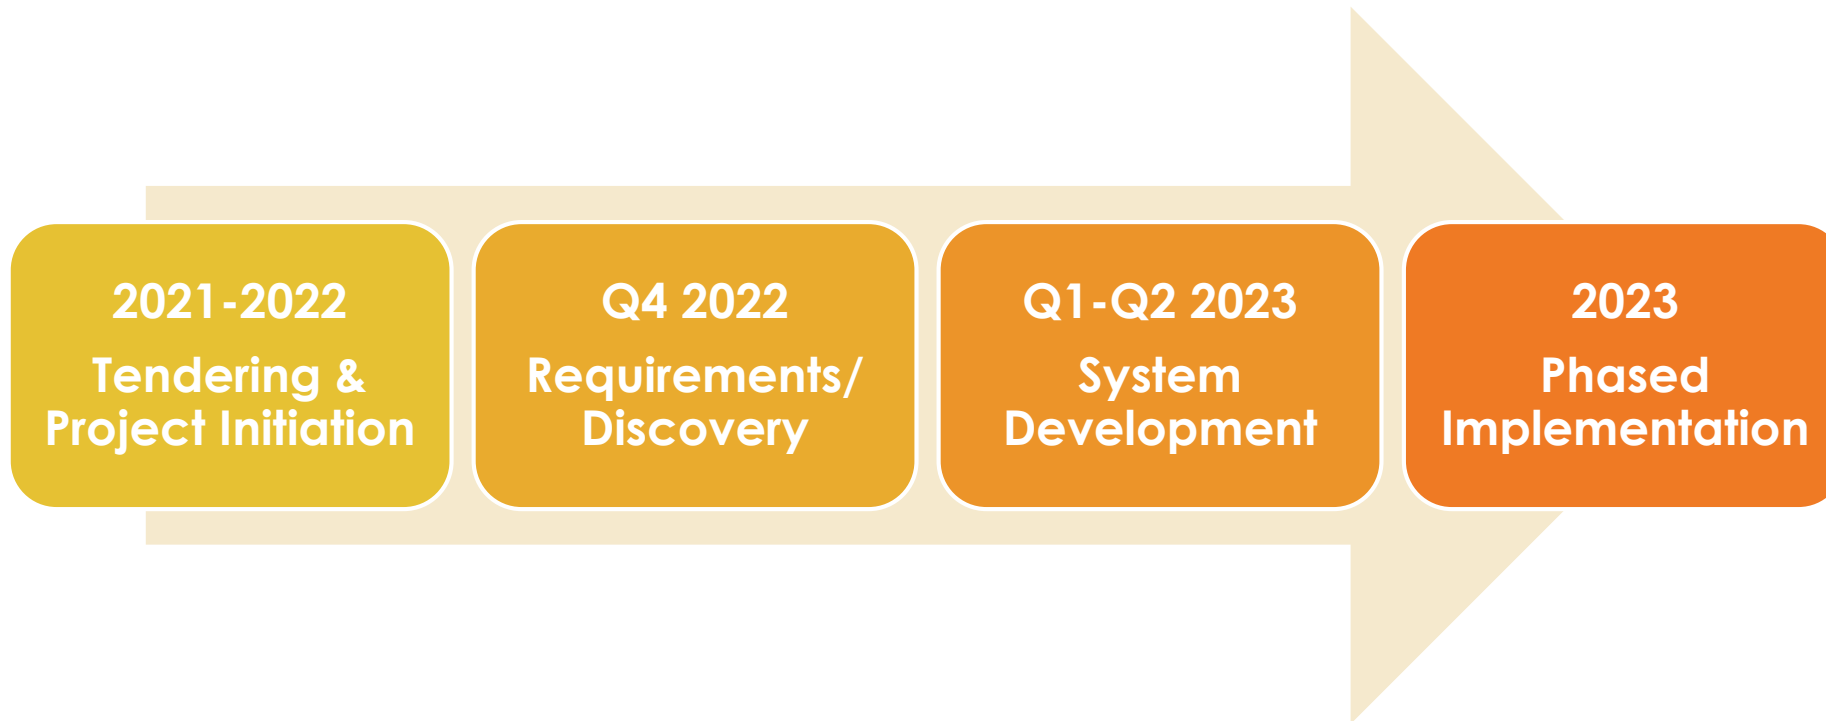 2021-2022
Tendering &
Project Initiation
Q4 2022
Requirements/
Discovery
Q1-Q2 2023
System
Development
2023
Phased
Implementation